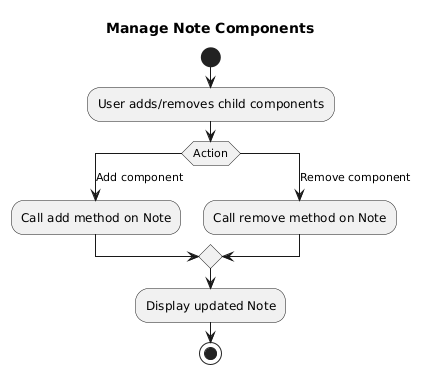 Manage Note Components
User adds/removes child components
Action
Add component
Remove component
Call add method on Note
Call remove method on Note
Display updated Note